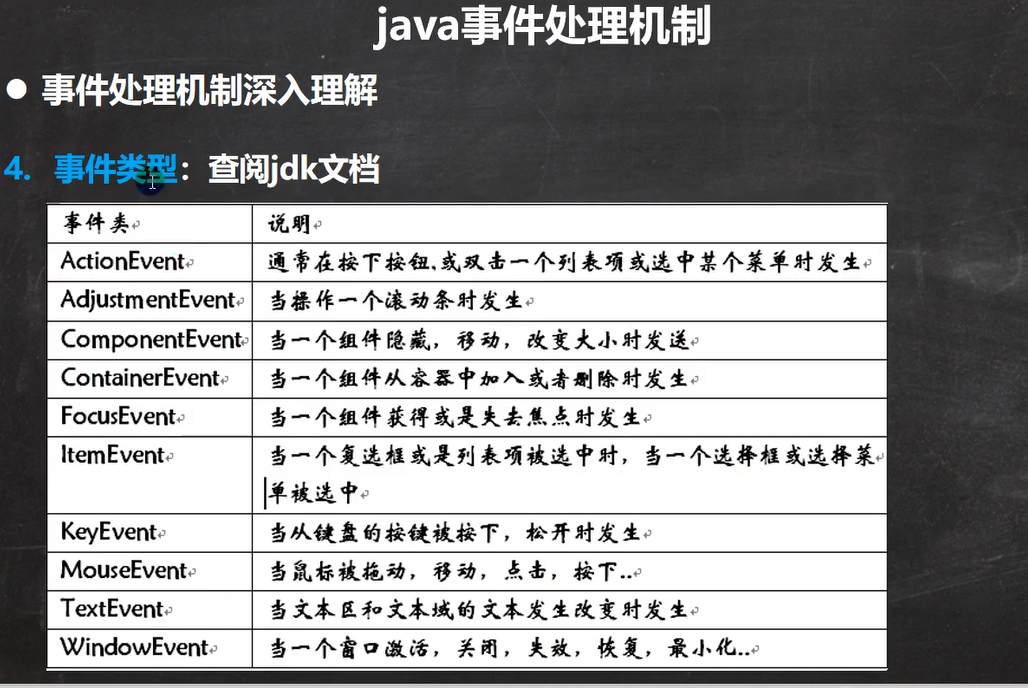 java事件处理机制
● 事件处理机制深入理解
4. 事件类型：查阅jdk文档
事件类 说明
ActionEvent 通常在按下按钮,或双击一个列表项或选中某个菜单时发生
AdjustmentEvent 当操作一个滚动条时发生
ComponentEvent 当一个组件隐藏，移动，改变大小时发送
ContainerEvent 当一个组件从容器中加入或者删除时发生
FocusEvent 当一个组件获得或是失去焦点时发生
ItemEvent 当一个复选框或是列表项被选中时，当一个选择框或选择菜
单被选中
KeyEvent 当从键盘的按键被按下，松开时发生
MouseEvent 当鼠标被拖动，移动，点击，按下..
TextEvent 当文本区和文本域的文本发生改变时发生
WindowEvent 当一个窗口激活，关闭，失效，恢复，最小化..